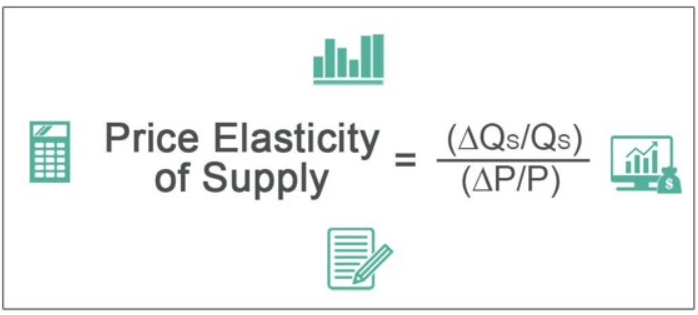 Price Elasticity
of Supply
= (ΔQs/Qs)
(ΔP/P)
$